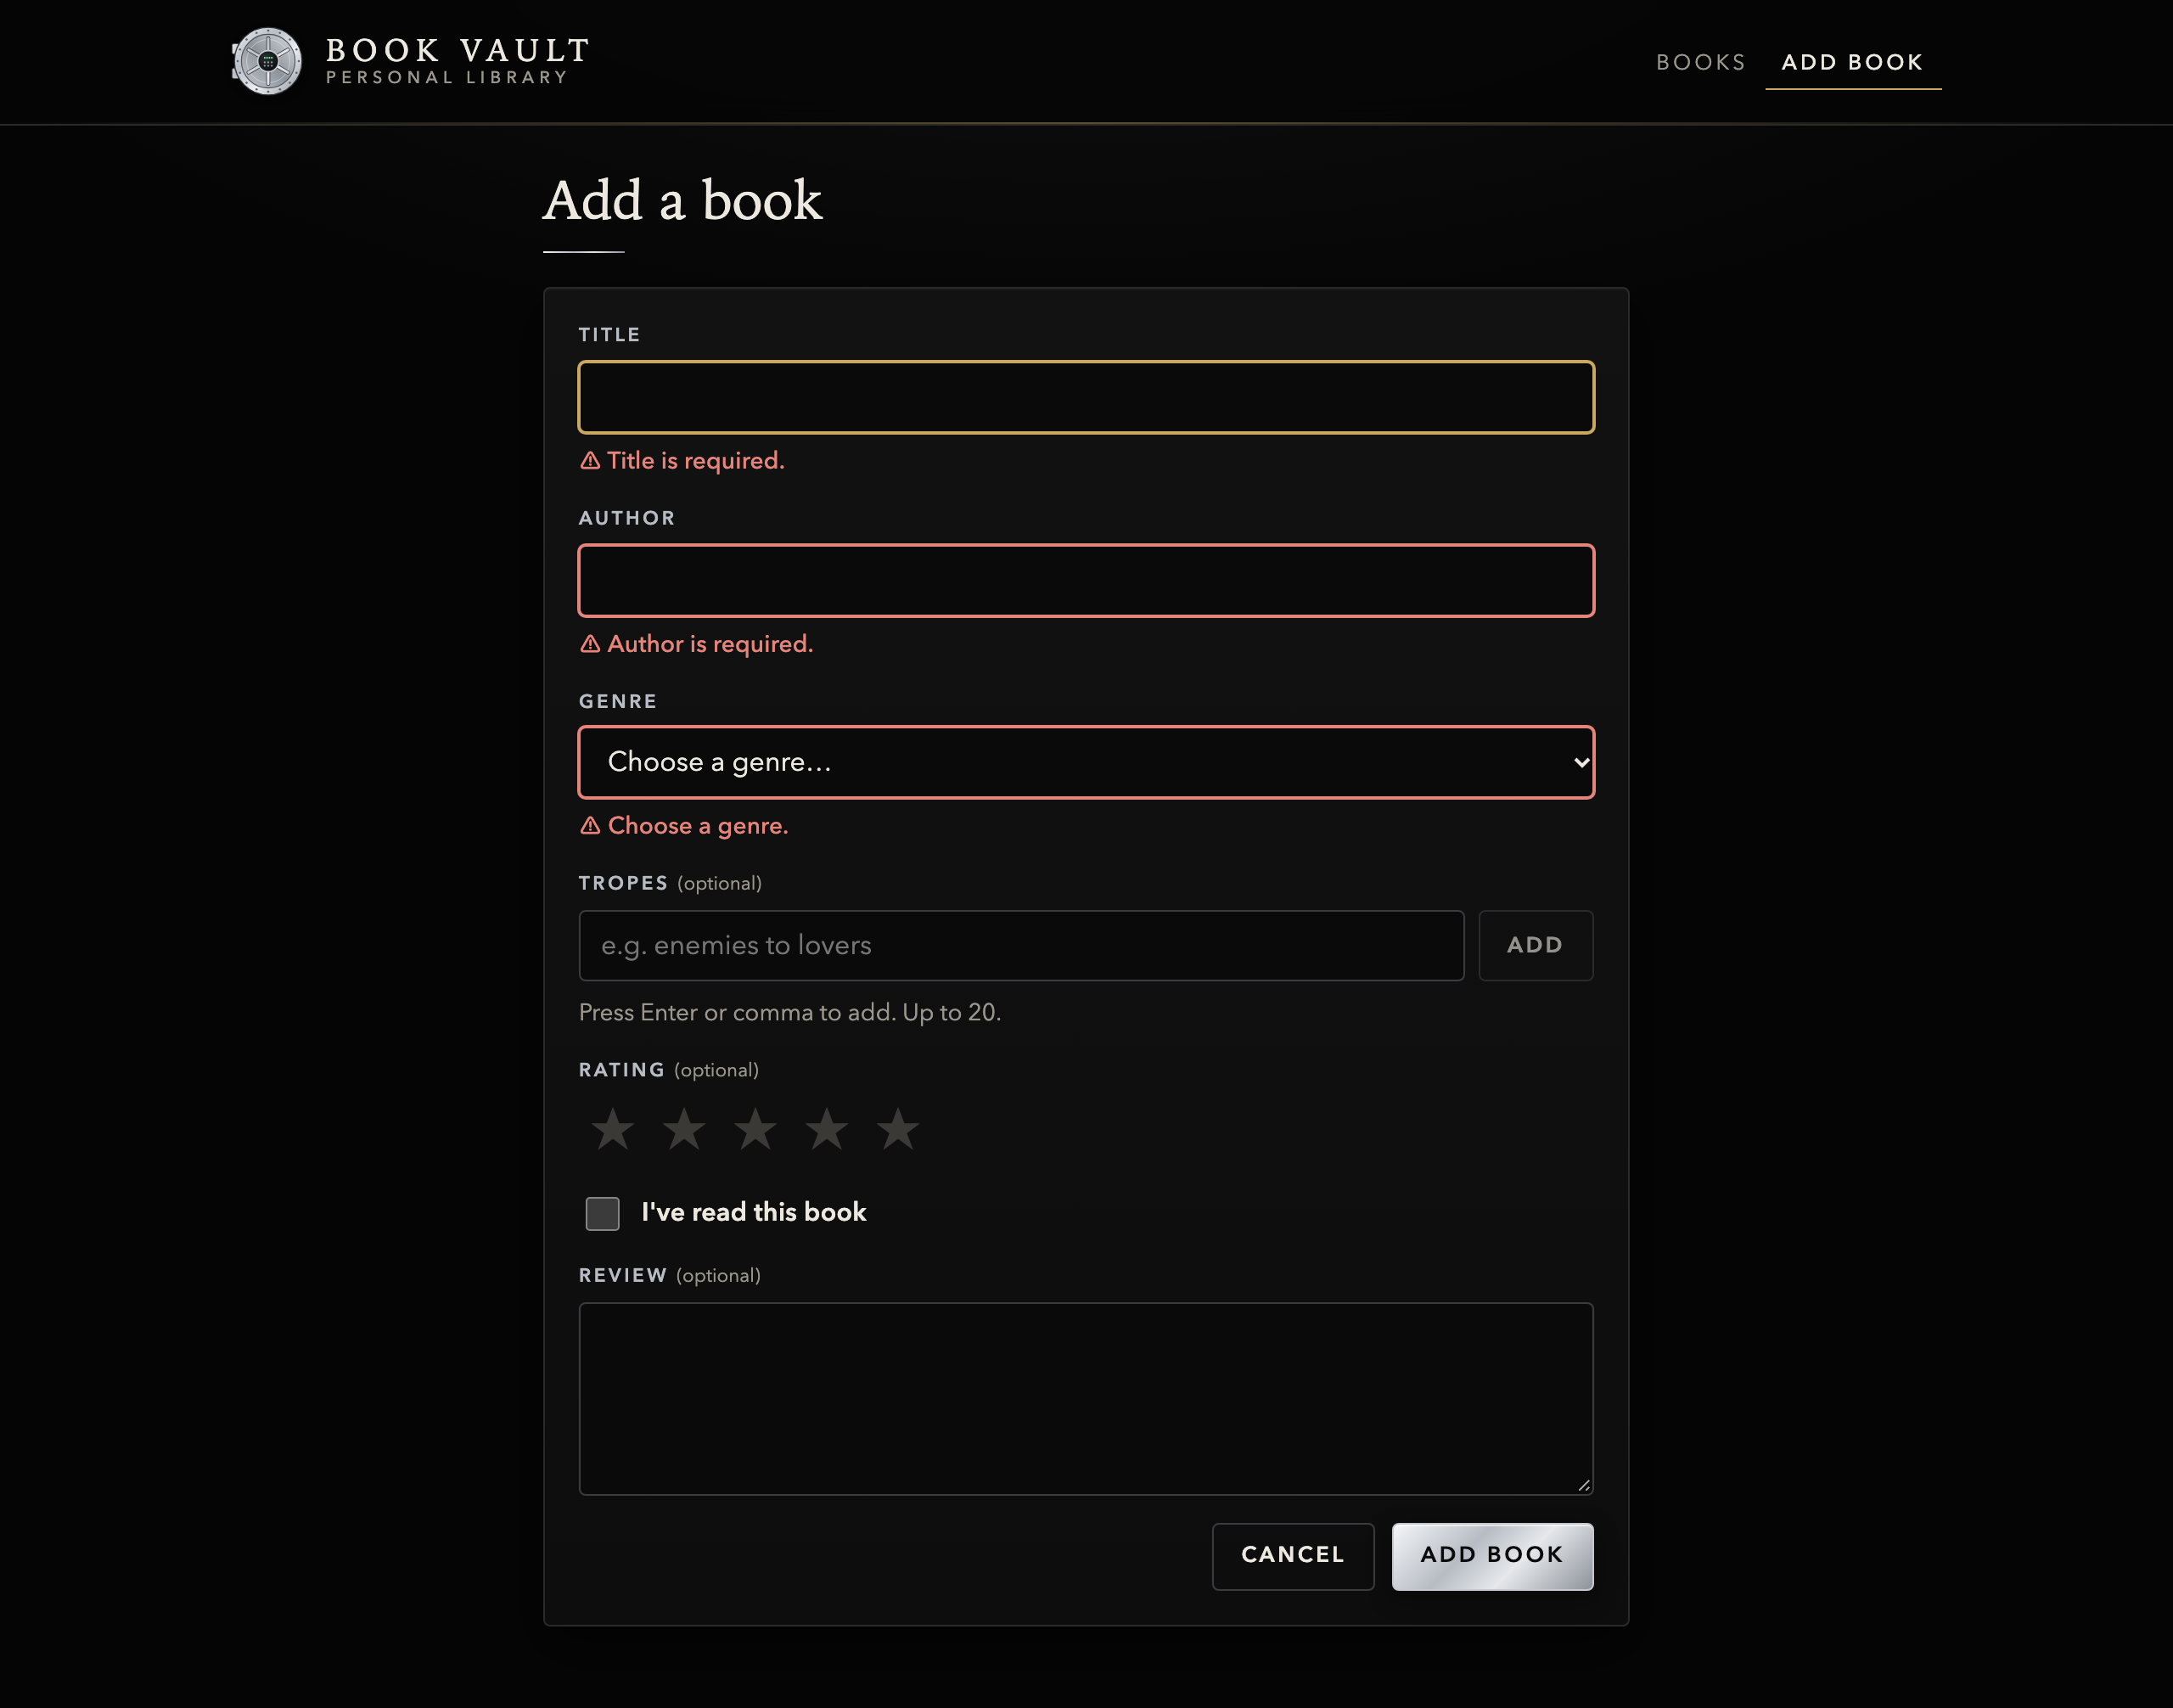 BOOK VAULT
PERSONAL LIBRARY
BOOKS
ADD BOOK
Add a book
TITLE
Title is required.
AUTHOR
Author is required.
GENRE
Choose a genre...
Choose a genre.
TROPES (optional)
e.g. enemies to lovers
ADD
Press Enter or comma to add. Up to 20.
RATING (optional)
I've read this book
REVIEW (optional)
CANCEL
ADD BOOK